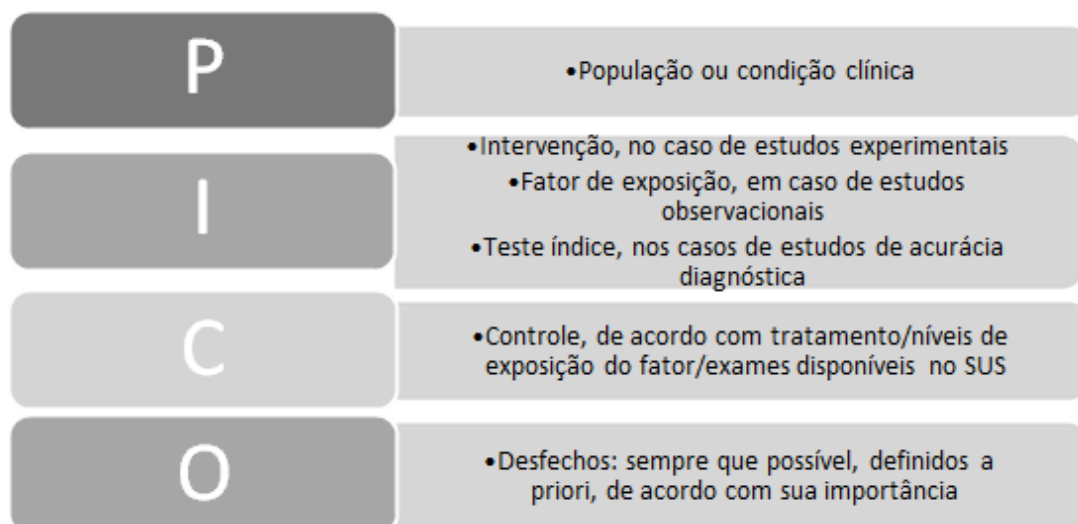 P
•População ou condição clínica
I
•Intervenção, no caso de estudos experimentais
•Fator de exposição, em caso de estudos
observacionais
•Teste índice, nos casos de estudos de acurácia
diagnóstica
C
•Controle, de acordo com tratamento/níveis de
exposição do fator/exames disponíveis no SUS
O
•Desfechos: sempre que possível, definidos a
priori, de acordo com sua importância